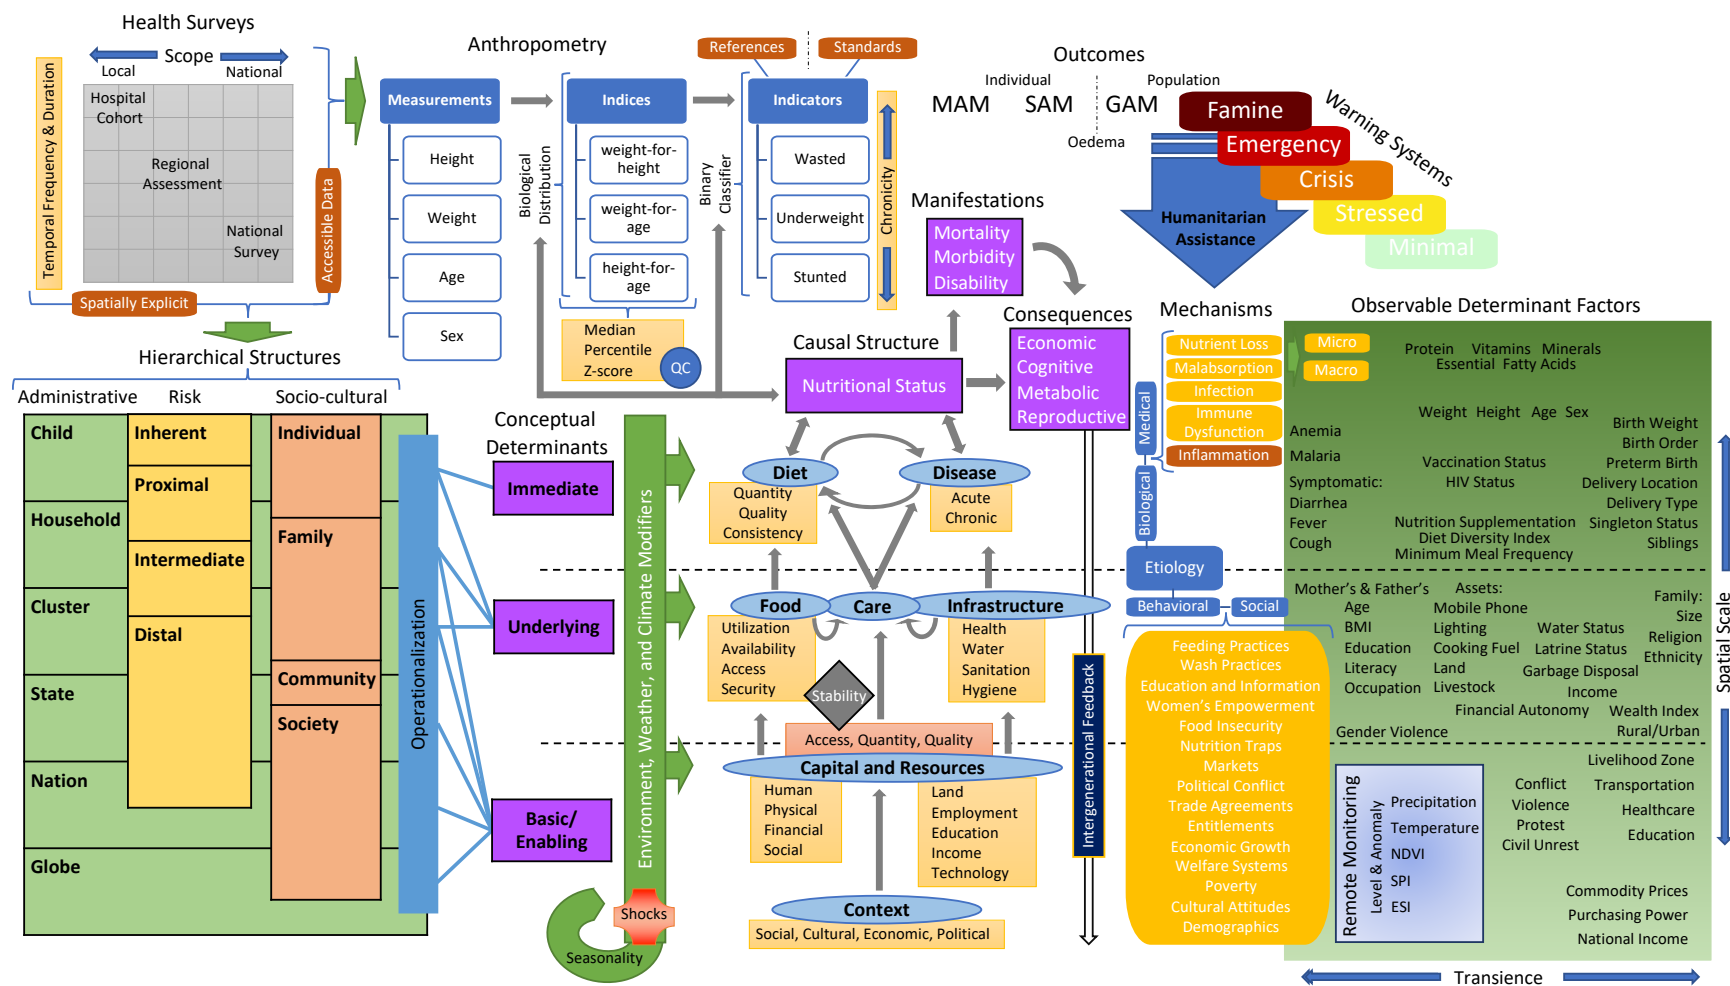 Health Surveys
Scope
Local
National
Temporal Frequency & Duration
Hospital
Cohort
Regional
Assessment
National
Survey
Accessible Data
Spatially Explicit
Anthropometry
References
Standards
Measurements
Height
Weight
Age
Sex
Biological
Distribution
Indices
weight-for-
height
weight-for-
age
height-for-
age
Median
Percentile
Z-score
QC
Binary
Classifier
Indicators
Wasted
Underweight
Stunted
Chronicity
Outcomes
Individual
Population
MAM
SAM
GAM
Oedema
Famine
Emergency
Crisis
Stressed
Minimal
Warning Systems
Humanitarian
Assistance
Manifestations
Mortality
Morbidity
Disability
Consequences
Economic
Cognitive
Metabolic
Reproductive
Causal Structure
Nutritional Status
Hierarchical Structures
Administrative
Risk
Socio-cultural
Child
Household
Cluster
State
Nation
Globe
Inherent
Proximal
Intermediate
Distal
Individual
Family
Community
Society
Operationalization
Conceptual
Determinants
Immediate
Underlying
Basic/
Enabling
Environment, Weather, and Climate Modifiers
Shocks
Seasonality
Diet
Quantity
Quality
Consistency
Disease
Acute
Chronic
Food
Care
Infrastructure
Utilization
Availability
Access
Security
Health
Water
Sanitation
Hygiene
Stability
Access, Quantity, Quality
Capital and Resources
Human
Physical
Financial
Social
Land
Employment
Education
Income
Technology
Context
Social, Cultural, Economic, Political
Intergenerational Feedback
Mechanisms
Nutrient Loss
Malabsorption
Infection
Immune
Dysfunction
Inflammation
Medical
Biological
Etiology
Behavioral
Social
Feeding Practices
Wash Practices
Education and Information
Women's Empowerment
Food Insecurity
Nutrition Traps
Markets
Political Conflict
Trade Agreements
Entitlements
Economic Growth
Welfare Systems
Poverty
Cultural Attitudes
Demographics
Observable Determinant Factors
Micro
Macro
Protein Vitamins Minerals
Essential Fatty Acids
Weight Height Age Sex
Anemia
Malaria
Symptomatic:
Diarrhea
Fever
Cough
Vaccination Status
HIV Status
Nutrition Supplementation
Diet Diversity Index
Minimum Meal Frequency
Birth Weight
Birth Order
Preterm Birth
Delivery Location
Delivery Type
Singleton Status
Siblings
Mother's & Father's
Age
BMI
Education
Literacy
Occupation
Assets:
Mobile Phone
Lighting
Cooking Fuel
Land
Livestock
Water Status
Latrine Status
Garbage Disposal
Income
Financial Autonomy
Family:
Size
Religion
Ethnicity
Wealth Index
Rural/Urban
Gender Violence
Remote Monitoring
Level & Anomaly
Precipitation
Temperature
NDVI
SPI
ESI
Conflict
Violence
Protest
Civil Unrest
Livelihood Zone
Transportation
Healthcare
Education
Commodity Prices
Purchasing Power
National Income
Spatial Scale
Transience